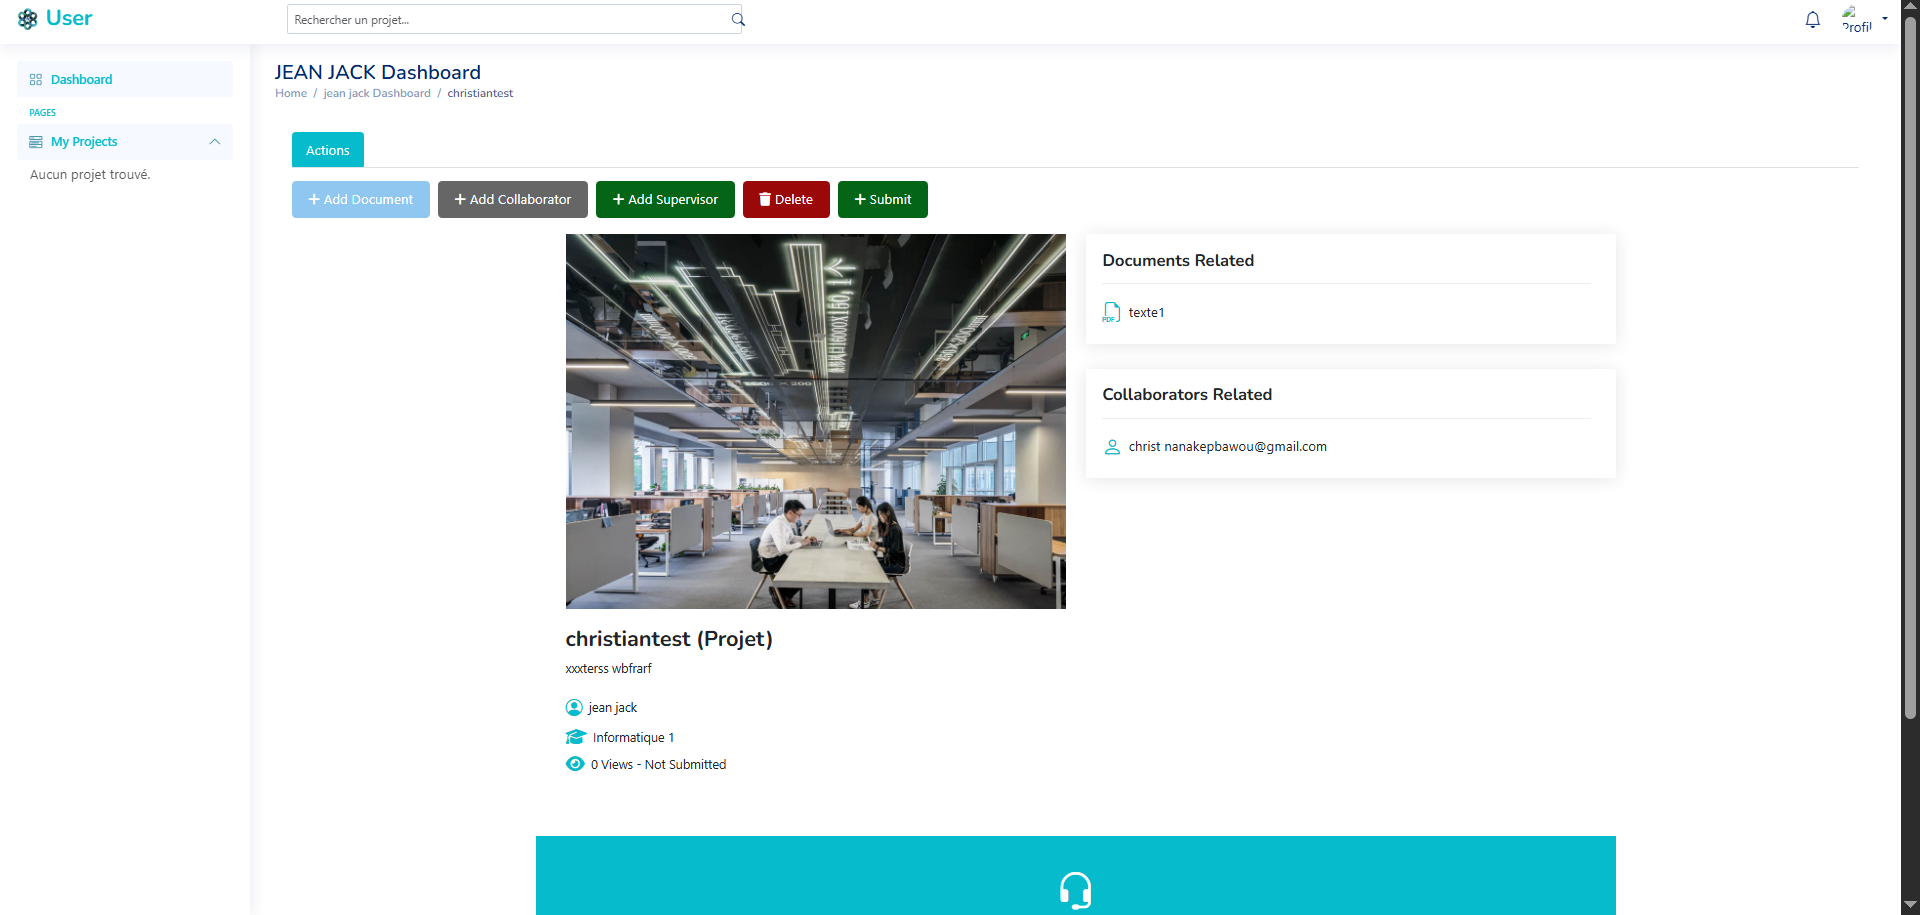 User
Rechercher un projet...
Profil
Dashboard
PAGES
My Projects
Aucun projet trouvé.
JEAN JACK Dashboard
Home / jean jack Dashboard / christiantest
Actions
+ Add Document
+ Add Collaborator
+ Add Supervisor
Delete
+ Submit
Documents Related
PDF
texte1
Collaborators Related
christ nanakepbawou@gmail.com
christiantest (Projet)
xxxterss wbfrarf
jean jack
Informatique 1
0 Views - Not Submitted